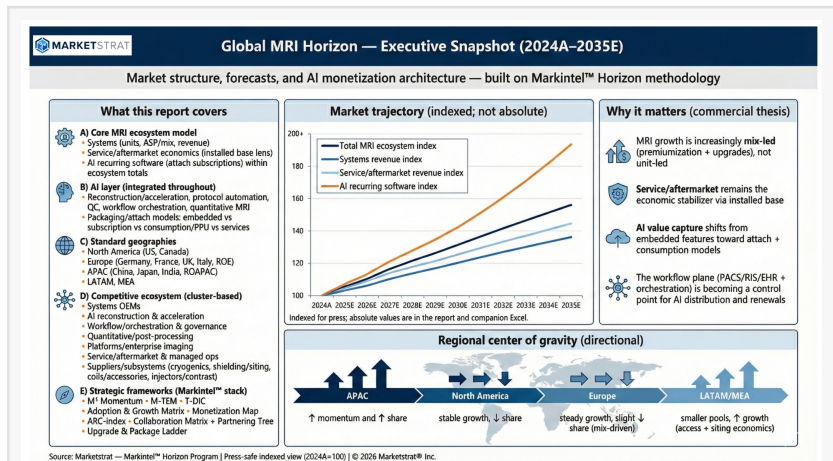 MARKETSTRAT
Global MRI Horizon — Executive Snapshot (2024A–2035E)
Market structure, forecasts, and AI monetization architecture — built on Markintel™ Horizon methodology
What this report covers
A) Core MRI ecosystem model
• Systems (units, ASP/mix, revenue)
• Service/aftermarket economics (installed base lens)
• AI recurring software (attach subscriptions) within
ecosystem totals
B) AI layer (integrated throughout)
• Reconstruction/acceleration, protocol automation,
QC, workflow orchestration, quantitative MRI
• Packaging/attach models: embedded vs
subscription vs consumption/PPU vs services
C) Standard geographies
• North America (US, Canada)
• Europe (Germany, France, UK, Italy, ROE)
• APAC (China, Japan, India, ROAPAC)
• LATAM, MEA
D) Competitive ecosystem (cluster-based)
• Systems OEMs
• AI reconstruction & acceleration
• Workflow/orchestration & governance
• Quantitative/post-processing
• Platforms/enterprise imaging
• Service/aftermarket & managed ops
• Suppliers/subsystems (cryogenics, shielding/siting,
coils/accessories, injectors/contrast)
E) Strategic frameworks (Markintel™ stack)
• M³ Momentum • M-TEM • T-DIC
• Adoption & Growth Matrix • Monetization Map
• ARC-index • Collaboration Matrix + Partnering Tree
• Upgrade & Package Ladder
Market trajectory (indexed; not absolute)
200+
180
160
140
120
100
Total MRI ecosystem index
Systems revenue index
Service/aftermarket revenue index
AI recurring software index
2024A 2025E 2026E 2027E 2028E 2029E 2030E 2031E 2032E 2033E 2034E 2035E
Indexed for press; absolute values are in the report and companion Excel.
Why it matters (commercial thesis)
MRI growth is increasingly mix-led
(premiumization + upgrades), not
unit-led
Service/aftermarket remains the
economic stabilizer via installed base
AI value capture shifts from
embedded features toward attach +
consumption models
The workflow plane (PACS/RIS/EHR +
orchestration) is becoming a control
point for AI distribution and renewals
Regional center of gravity (directional)
APAC
North America
Europe
LATAM/MEA
↑ momentum and ↑ share
stable growth, ↓ share
steady growth, slight ↓
share (mix-driven)
smaller pools, ↑ growth
(access + siting economics)
Source: Marketstrat — Markintel™ Horizon Program | Press-safe indexed view (2024A=100) | © 2026 Marketstrat® Inc.